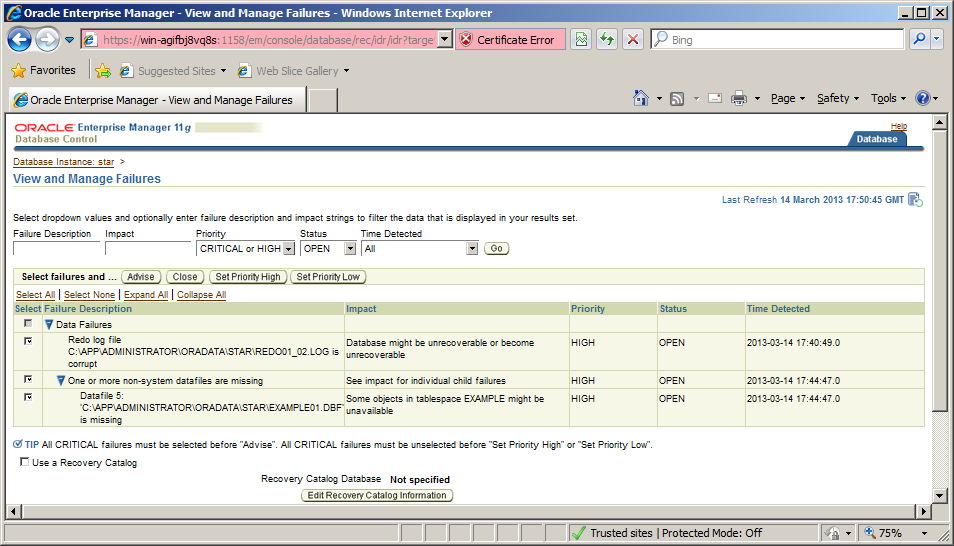 Oracle Enterprise Manager - View and Manage Failures - Windows Internet Explorer
https://win-agifbj8vq8s:1158/em/console/database/rec/idr/idr?targe
Certificate Error
Bing
Favorites
Suggested Sites
Web Slice Gallery
Oracle Enterprise Manager - View and Manage Failures
Page
Safety
Tools
ORACLE Enterprise Manager 11g
Database Control
Help
Database
Database Instance: star >
View and Manage Failures
Last Refresh 14 March 2013 17:50:45 GMT
Select dropdown values and optionally enter failure description and impact strings to filter the data that is displayed in your results set.
Failure Description Impact Priority Status Time Detected
CRITICAL or HIGH OPEN All Go
Select failures and ... Advise Close Set Priority High Set Priority Low
Select All | Select None | Expand All | Collapse All
Select Failure Description Impact Priority Status Time Detected
Data Failures
Redo log file
C:\APP\ADMINISTRATOR\ORADATA\STAR\REDO01_02.LOG is
corrupt
Database might be unrecoverable or become
unrecoverable
HIGH OPEN 2013-03-14 17:40:49.0
One or more non-system datafiles are missing See impact for individual child failures HIGH OPEN 2013-03-14 17:44:47.0
Datafile 5:
'C:\APP\ADMINISTRATOR\ORADATA\STAR\EXAMPLE01.DBF'
is missing
Some objects in tablespace EXAMPLE might be
unavailable
HIGH OPEN 2013-03-14 17:44:47.0
TIP All CRITICAL failures must be selected before "Advise". All CRITICAL failures must be unselected before "Set Priority High" or "Set Priority Low".
Use a Recovery Catalog
Recovery Catalog Database Not specified
Edit Recovery Catalog Information
Trusted sites | Protected Mode: Off
75%